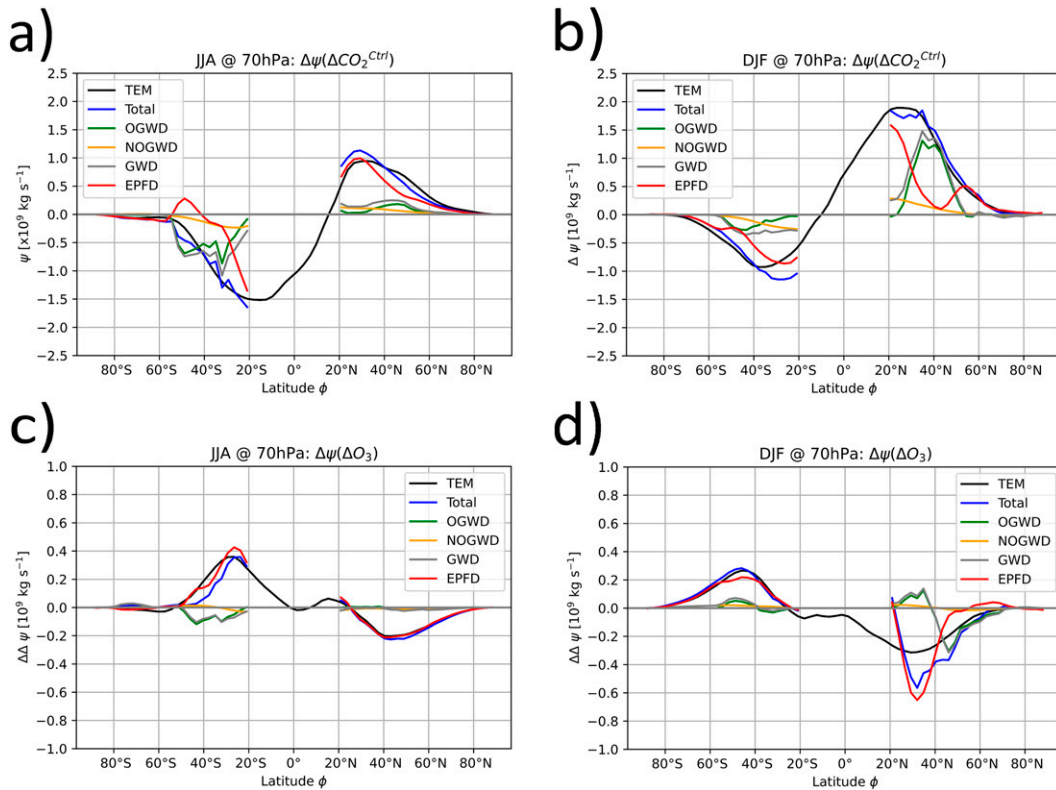 a)
JJA @ 70hPa: Δψ(ΔCO₂^Ctrl)
TEM
Total
OGWD
NOGWD
GWD
EPFD
ψ [x10⁹ kg s⁻¹]
2.5
2.0
1.5
1.0
0.5
0.0
−0.5
−1.0
−1.5
−2.0
−2.5
80°S 60°S 40°S 20°S 0°N 20°N 40°N 60°N 80°N
Latitude ϕ
b)
DJF @ 70hPa: Δψ(ΔCO₂^Ctrl)
TEM
Total
OGWD
NOGWD
GWD
EPFD
Δ ψ [10⁹ kg s⁻¹]
2.5
2.0
1.5
1.0
0.5
0.0
−0.5
−1.0
−1.5
−2.0
−2.5
80°S 60°S 40°S 20°S 0°N 20°N 40°N 60°N 80°N
Latitude ϕ
c)
JJA @ 70hPa: Δψ(ΔO₃)
TEM
Total
OGWD
NOGWD
GWD
EPFD
ΔΔ ψ [10⁹ kg s⁻¹]
1.0
0.8
0.6
0.4
0.2
0.0
−0.2
−0.4
−0.6
−0.8
−1.0
80°S 60°S 40°S 20°S 0°N 20°N 40°N 60°N 80°N
Latitude ϕ
d)
DJF @ 70hPa: Δψ(ΔO₃)
TEM
Total
OGWD
NOGWD
GWD
EPFD
ΔΔ ψ [10⁹ kg s⁻¹]
1.0
0.8
0.6
0.4
0.2
0.0
−0.2
−0.4
−0.6
−0.8
−1.0
80°S 60°S 40°S 20°S 0°N 20°N 40°N 60°N 80°N
Latitude ϕ